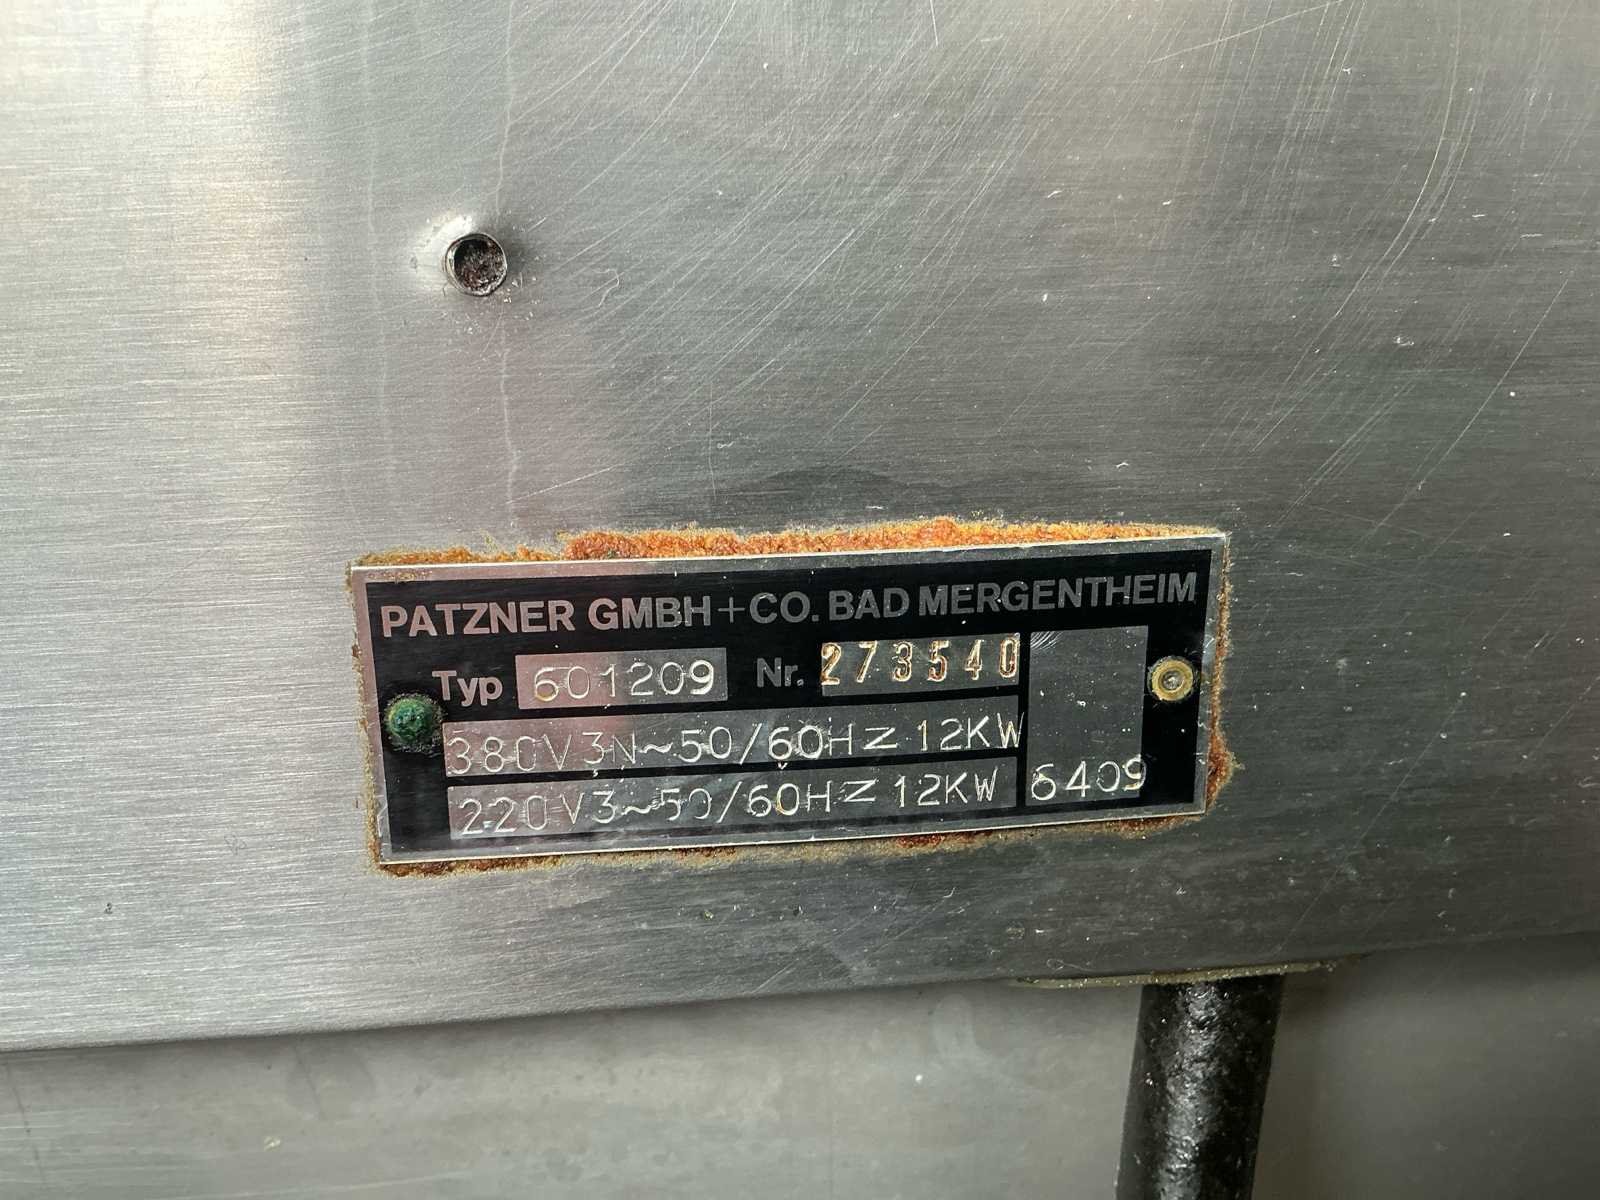 PATZNER GMBH + CO. BAD MERGENTHEIM
Typ 601209 Nr. 273540
380V3N~50/60HZ 12KW
220V3~50/60HZ 12KW
6409